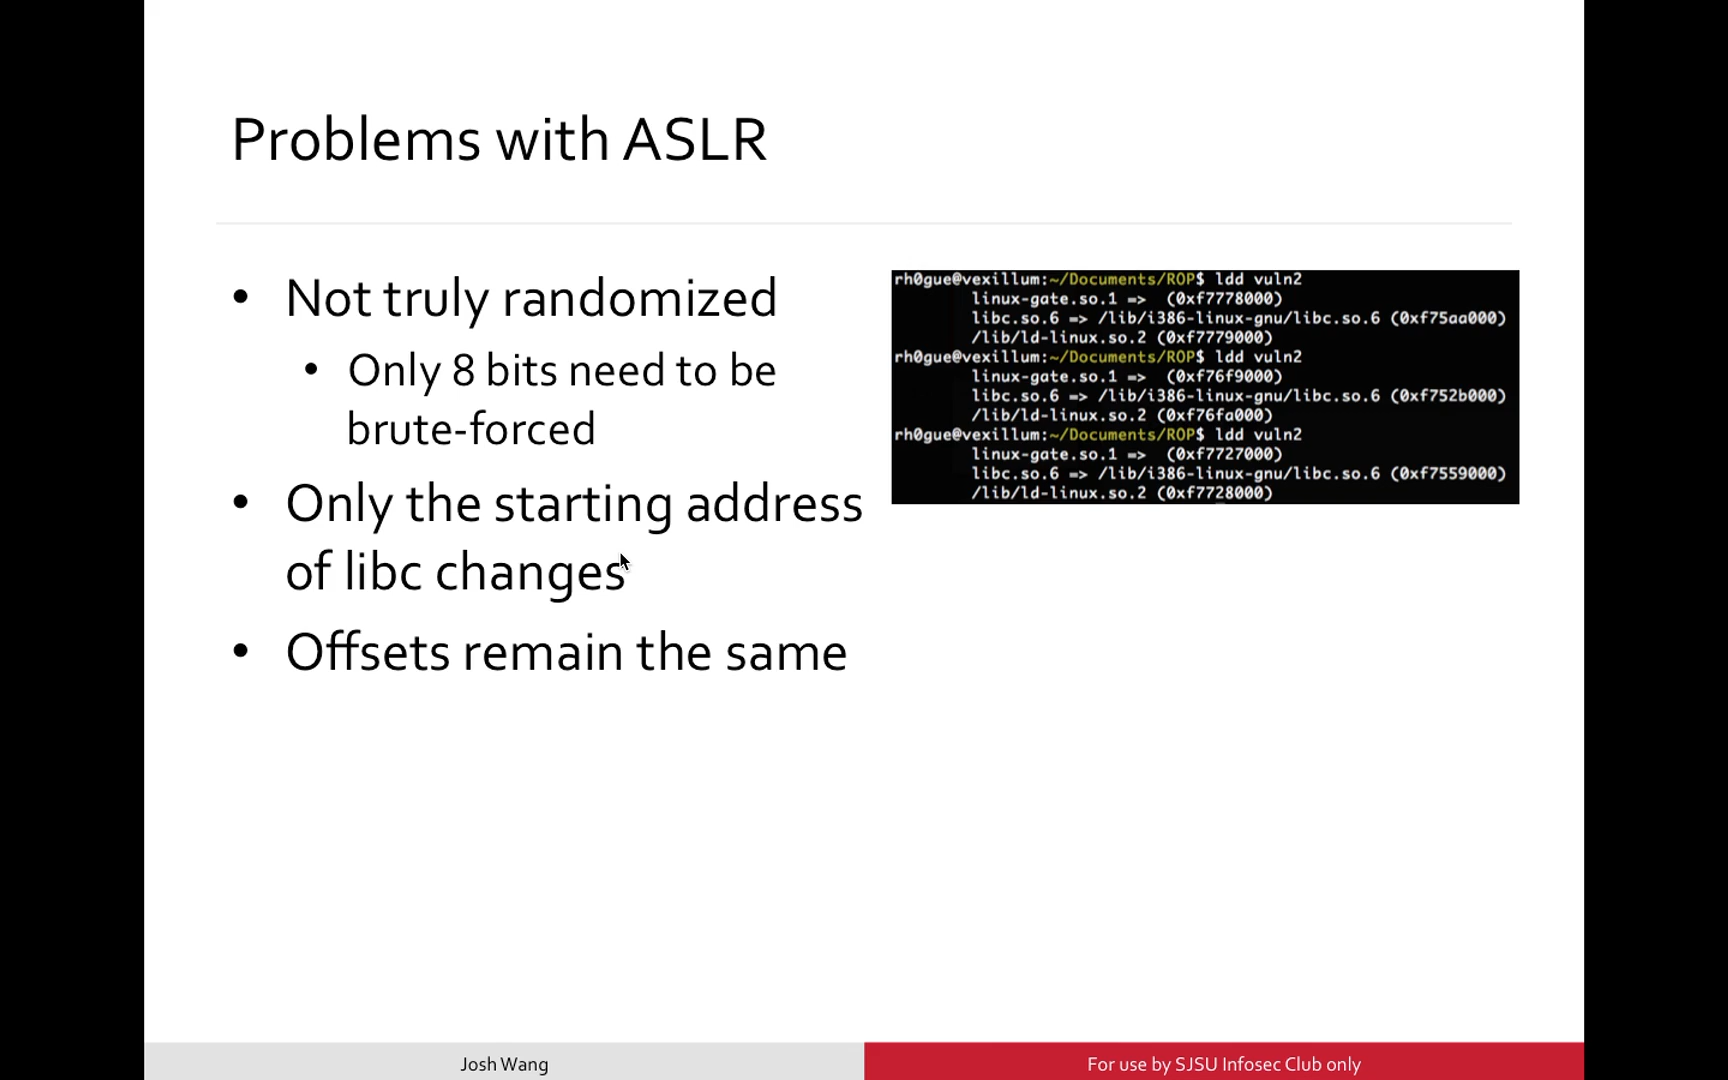 Problems with ASLR
• Not truly randomized
• Only 8 bits need to be
brute-forced
• Only the starting address
of libc changes
• Offsets remain the same
rh0gue@vexillum:~/Documents/ROP$ ldd vuln2
linux-gate.so.1 =>  (0xf7778000)
libc.so.6 => /lib/i386-linux-gnu/libc.so.6 (0xf75aa000)
/lib/ld-linux.so.2 (0xf7779000)
rh0gue@vexillum:~/Documents/ROP$ ldd vuln2
linux-gate.so.1 =>  (0xf76f9000)
libc.so.6 => /lib/i386-linux-gnu/libc.so.6 (0xf752b000)
/lib/ld-linux.so.2 (0xf76fa000)
rh0gue@vexillum:~/Documents/ROP$ ldd vuln2
linux-gate.so.1 =>  (0xf7727000)
libc.so.6 => /lib/i386-linux-gnu/libc.so.6 (0xf7559000)
/lib/ld-linux.so.2 (0xf7728000)
Josh Wang
For use by SJSU Infosec Club only